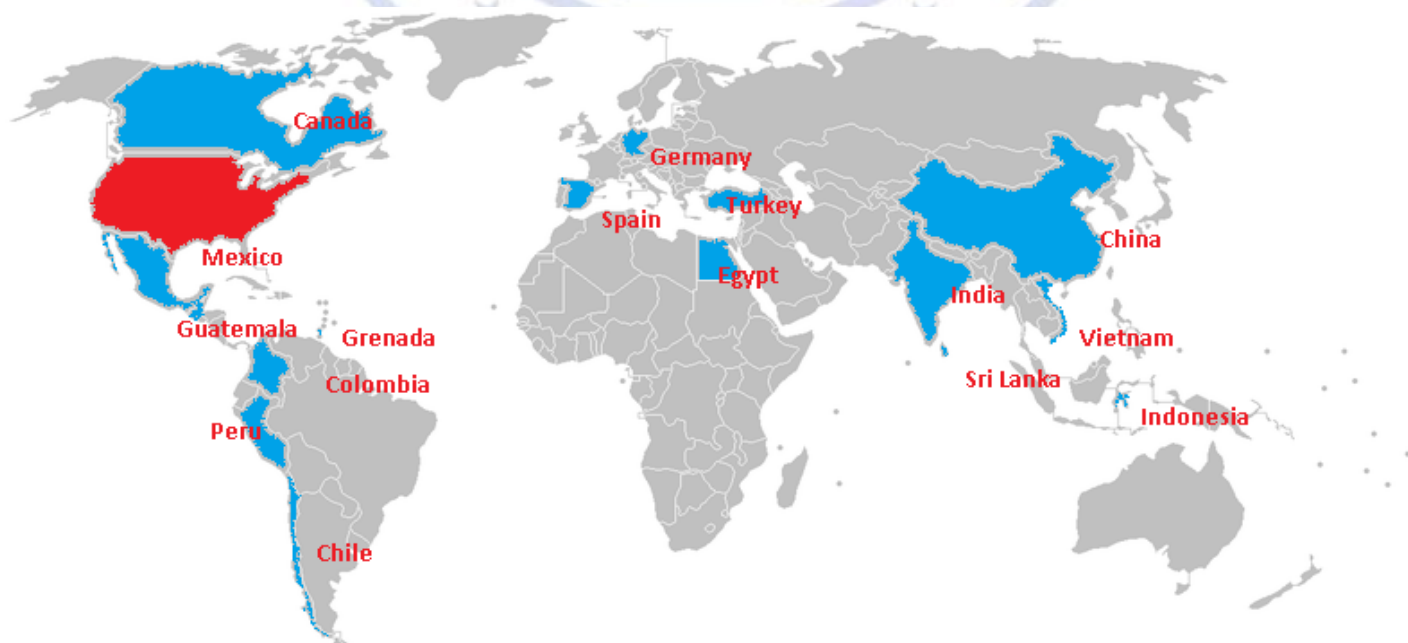 Canada
Germany
Turkey
Spain
China
Mexico
Egypt
India
Guatemala
Grenada
Vietnam
Colombia
Sri Lanka
Indonesia
Peru
Chile